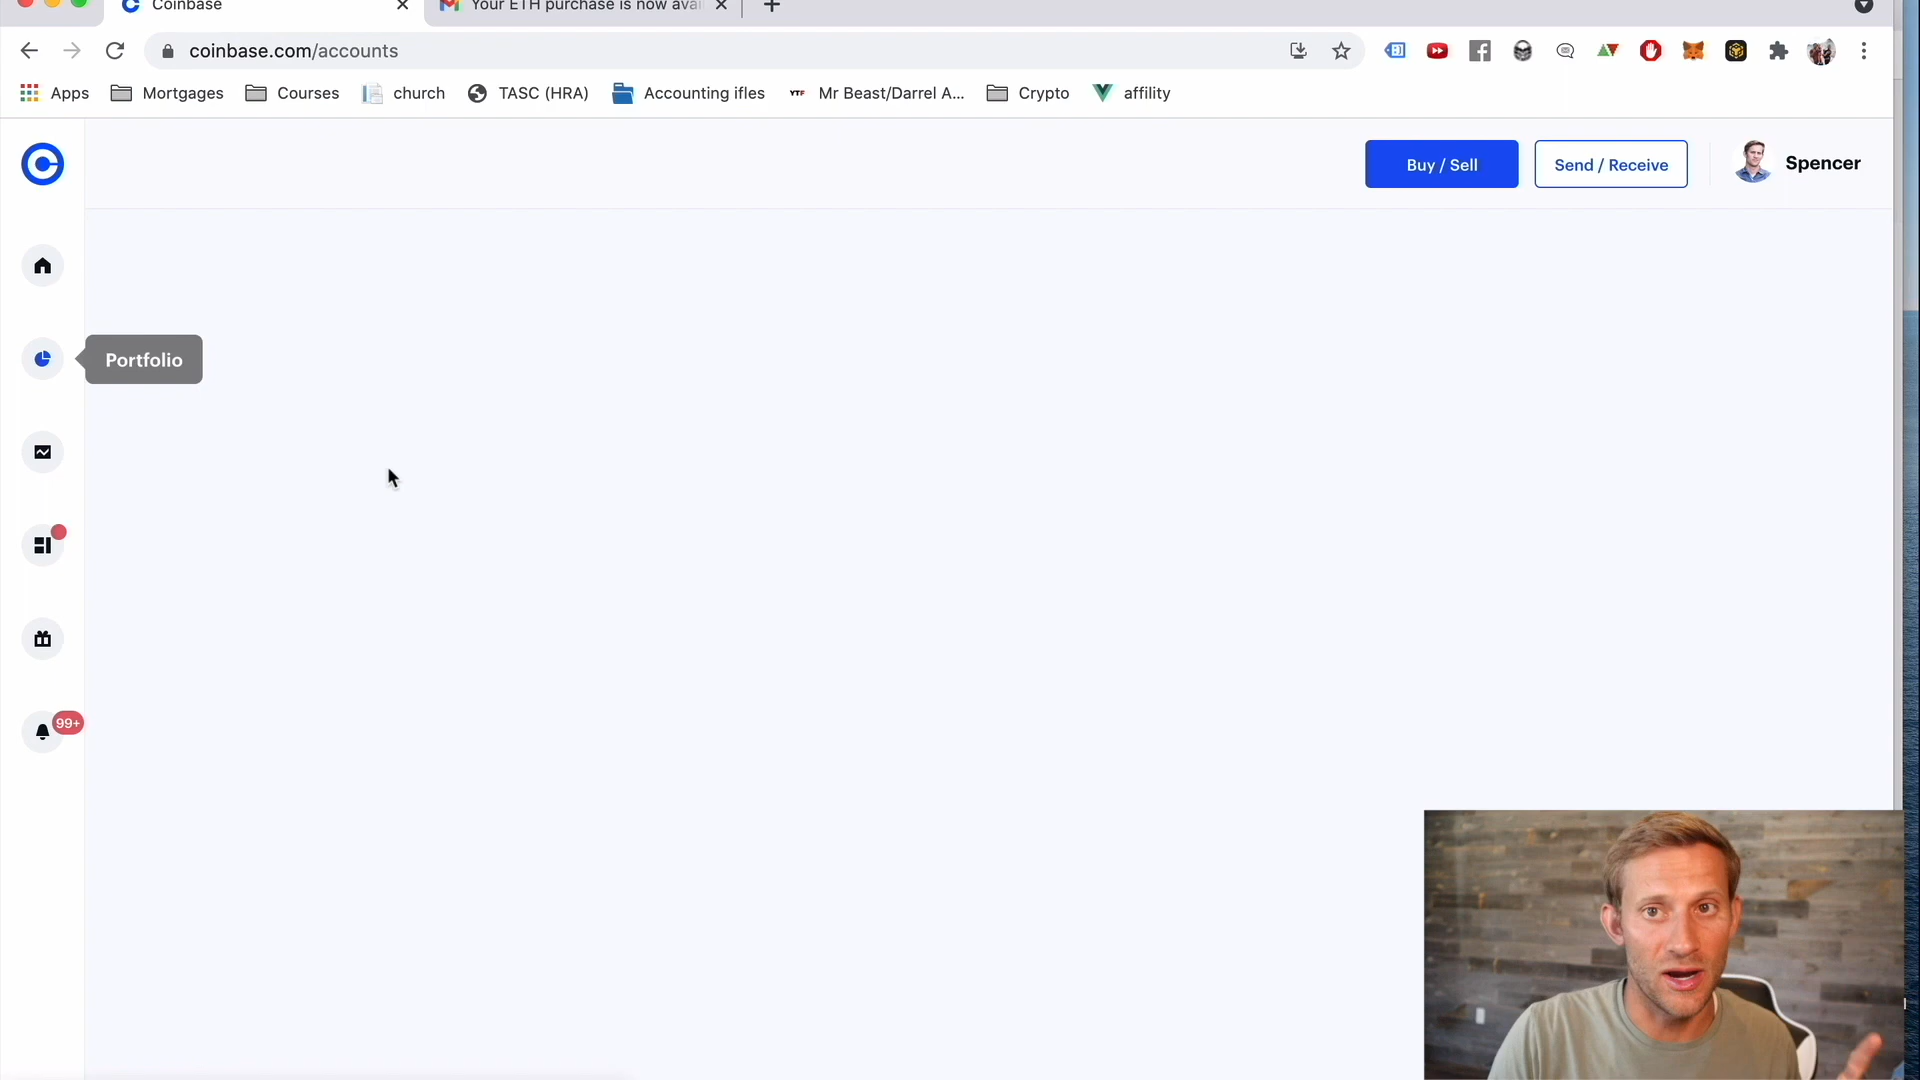 Coinbase
Your ETH purchase is now avai
coinbase.com/accounts
Apps
Mortgages
Courses
church
TASC (HRA)
Accounting ifles
YTF
Mr Beast/Darrel A...
Crypto
affility
Buy / Sell
Send / Receive
Spencer
Portfolio
99+